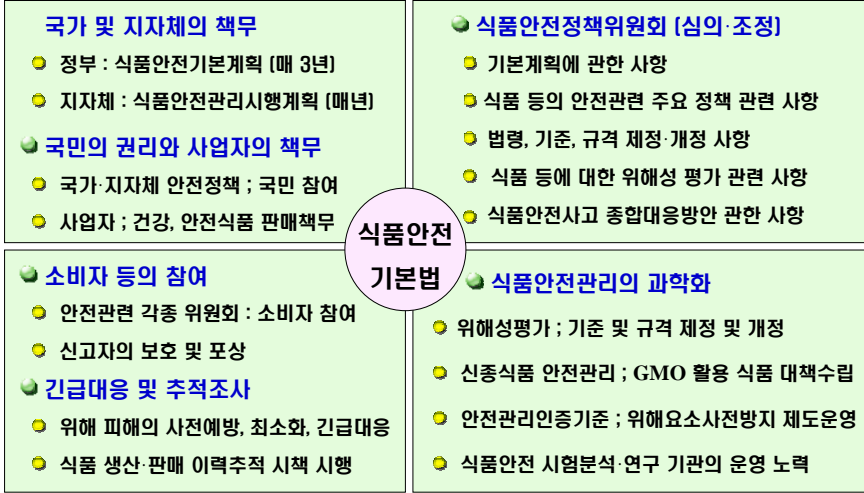 국가 및 지자체의 책무
정부 : 식품안전기본계획 (매 3년)
지자체 : 식품안전관리시행계획 (매년)
국민의 권리와 사업자의 책무
국가·지자체 안전정책 ; 국민 참여
사업자 ; 건강, 안전식품 판매책무
식품안전정책위원회 (심의·조정)
기본계획에 관한 사항
식품 등의 안전관련 주요 정책 관련 사항
법령, 기준, 규격 제정·개정 사항
식품 등에 대한 위해성 평가 관련 사항
식품안전사고 종합대응방안 관한 사항
식품안전
기본법
소비자 등의 참여
안전관련 각종 위원회 : 소비자 참여
신고자의 보호 및 포상
긴급대응 및 추적조사
위해 피해의 사전예방, 최소화, 긴급대응
식품 생산·판매 이력추적 시책 시행
식품안전관리의 과학화
위해성평가 ; 기준 및 규격 제정 및 개정
신종식품 안전관리 ; GMO 활용 식품 대책수립
안전관리인증기준 ; 위해요소사전방지 제도운영
식품안전 시험분석·연구 기관의 운영 노력